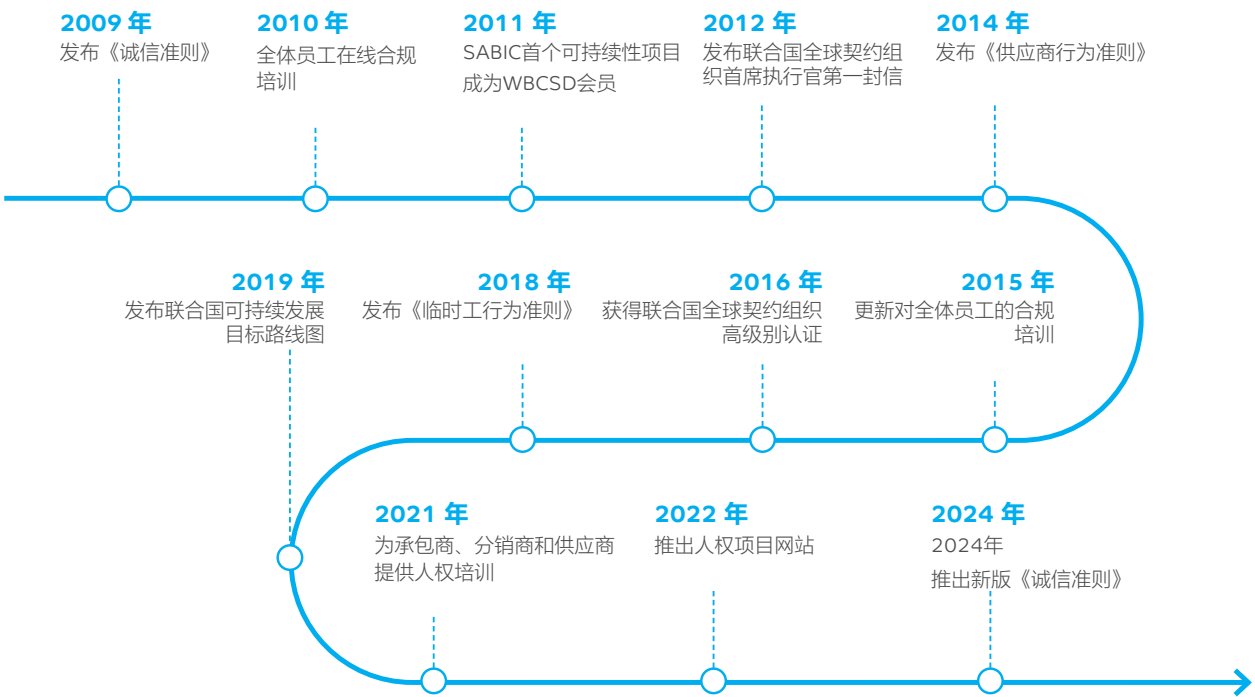 2009 年
发布《诚信准则》
2010 年
全体员工在线合规
培训
2011 年
SABIC首个可持续性项目
成为WBCSD会员
2012 年
发布联合国全球契约组
织首席执行官第一封信
2014 年
发布《供应商行为准则》
2015 年
更新对全体员工的合规
培训
2016 年
获得联合国全球契约组织
高级别认证
2018 年
发布《临时工行为准则》
2019 年
发布联合国可持续发展
目标路线图
2021 年
为承包商、分销商和供应商
提供人权培训
2022 年
推出人权项目网站
2024 年
2024年
推出新版《诚信准则》